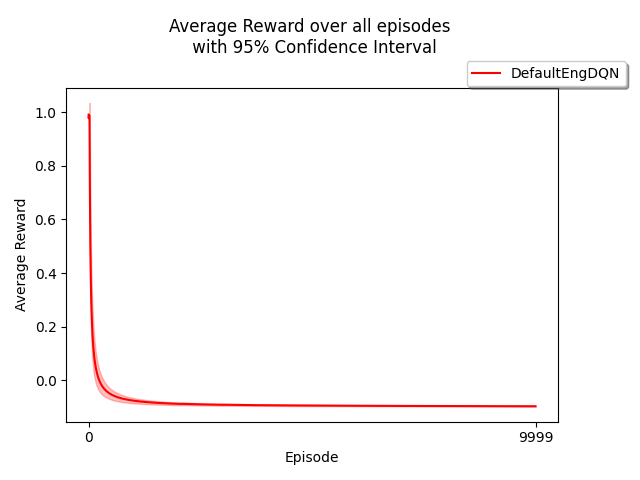 Average Reward over all episodes
with 95% Confidence Interval
DefaultEngDQN
1.0
0.8
0.6
0.4
0.2
0.0
Average Reward
0
9999
Episode